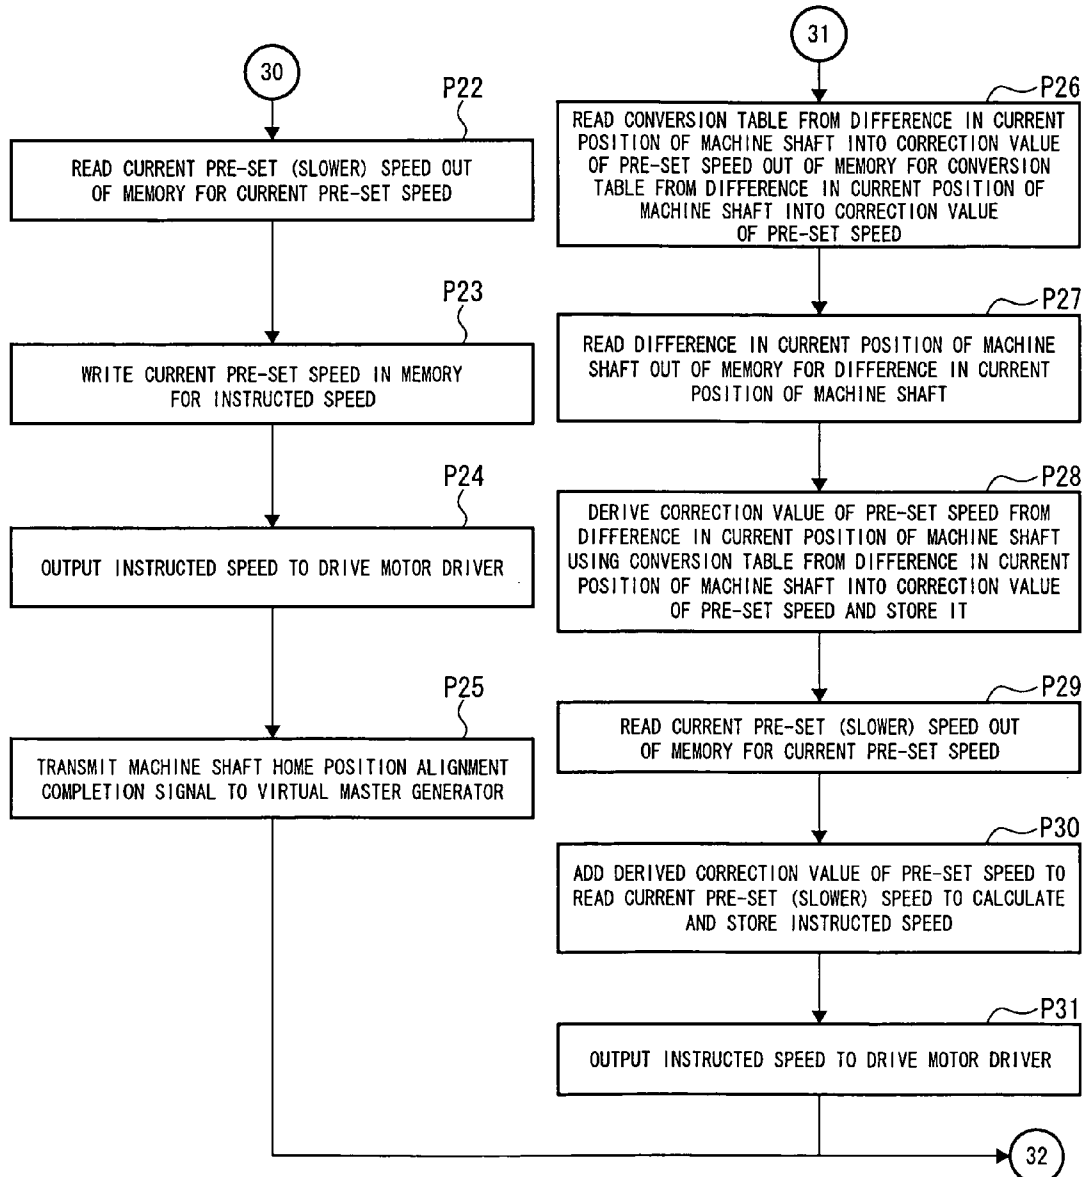 30
P22
READ CURRENT PRE-SET (SLOWER) SPEED OUT
OF MEMORY FOR CURRENT PRE-SET SPEED
P23
WRITE CURRENT PRE-SET SPEED IN MEMORY
FOR INSTRUCTED SPEED
P24
OUTPUT INSTRUCTED SPEED TO DRIVE MOTOR DRIVER
P25
TRANSMIT MACHINE SHAFT HOME POSITION ALIGNMENT
COMPLETION SIGNAL TO VIRTUAL MASTER GENERATOR
31
P26
READ CONVERSION TABLE FROM DIFFERENCE IN CURRENT
POSITION OF MACHINE SHAFT INTO CORRECTION VALUE
OF PRE-SET SPEED OUT OF MEMORY FOR CONVERSION
TABLE FROM DIFFERENCE IN CURRENT POSITION OF
MACHINE SHAFT INTO CORRECTION VALUE
OF PRE-SET SPEED
P27
READ DIFFERENCE IN CURRENT POSITION OF MACHINE
SHAFT OUT OF MEMORY FOR DIFFERENCE IN CURRENT
POSITION OF MACHINE SHAFT
P28
DERIVE CORRECTION VALUE OF PRE-SET SPEED FROM
DIFFERENCE IN CURRENT POSITION OF MACHINE SHAFT
USING CONVERSION TABLE FROM DIFFERENCE IN CURRENT
POSITION OF MACHINE SHAFT INTO CORRECTION VALUE
OF PRE-SET SPEED AND STORE IT
P29
READ CURRENT PRE-SET (SLOWER) SPEED OUT
OF MEMORY FOR CURRENT PRE-SET SPEED
P30
ADD DERIVED CORRECTION VALUE OF PRE-SET SPEED TO
READ CURRENT PRE-SET (SLOWER) SPEED TO CALCULATE
AND STORE INSTRUCTED SPEED
P31
OUTPUT INSTRUCTED SPEED TO DRIVE MOTOR DRIVER
32